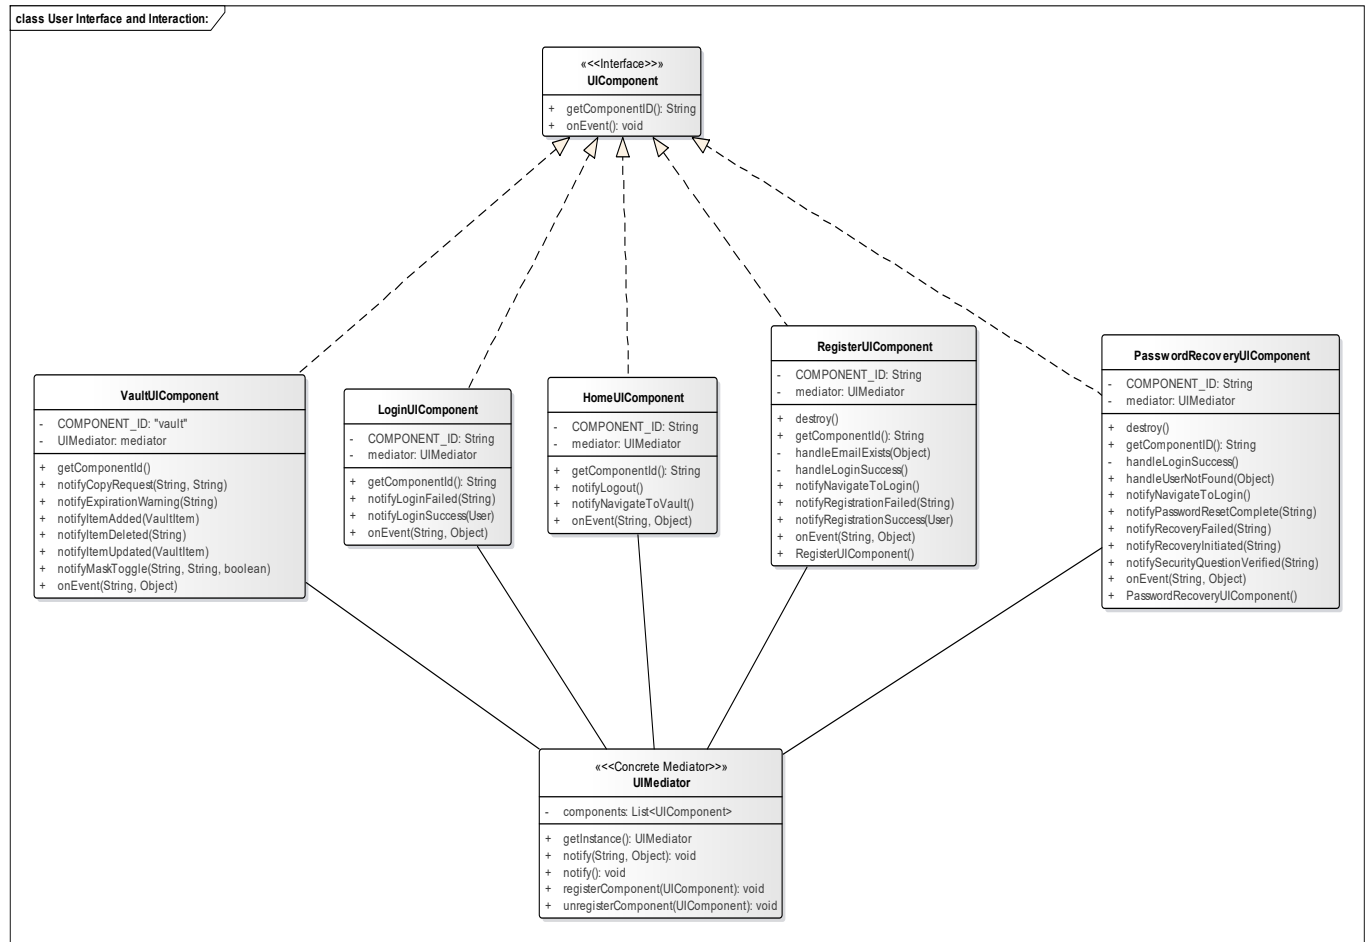 class User Interface and Interaction:
«<<Interface>>»
UIComponent
+ getComponentID(): String
+ onEvent(): void
VaultUIComponent
- COMPONENT_ID: "vault"
- UIMediator: mediator
+ getComponentId()
+ notifyCopyRequest(String, String)
+ notifyExpirationWarning(String)
+ notifyItemAdded(VaultItem)
+ notifyItemDeleted(String)
+ notifyItemUpdated(VaultItem)
+ notifyMaskToggle(String, String, boolean)
+ onEvent(String, Object)
LoginUIComponent
- COMPONENT_ID: String
- mediator: UIMediator
+ getComponentId(): String
+ notifyLoginFailed(String)
+ notifyLoginSuccess(User)
+ onEvent(String, Object)
HomeUIComponent
- COMPONENT_ID: String
- mediator: UIMediator
+ getComponentId(): String
+ notifyLogout()
+ notifyNavigateToVault()
+ onEvent(String, Object)
RegisterUIComponent
- COMPONENT_ID: String
- mediator: UIMediator
+ destroy()
+ getComponentId(): String
- handleEmailExists(Object)
- handleLoginSuccess()
+ notifyNavigateToLogin()
+ notifyRegistrationFailed(String)
+ notifyRegistrationSuccess(User)
+ onEvent(String, Object)
+ RegisterUIComponent()
PasswordRecoveryUIComponent
- COMPONENT_ID: String
- mediator: UIMediator
+ destroy()
+ getComponentID(): String
- handleLoginSuccess()
+ handleUserNotFound(Object)
+ notifyNavigateToLogin()
+ notifyPasswordResetComplete(String)
+ notifyRecoveryFailed(String)
+ notifyRecoveryInitiated(String)
+ notifySecurityQuestionVerified(String)
+ onEvent(String, Object)
+ PasswordRecoveryUIComponent()
«<<Concrete Mediator>>»
UIMediator
- components: List<UIComponent>
+ getInstance(): UIMediator
+ notify(String, Object): void
+ notify(): void
+ registerComponent(UIComponent): void
+ unregisterComponent(UIComponent): void